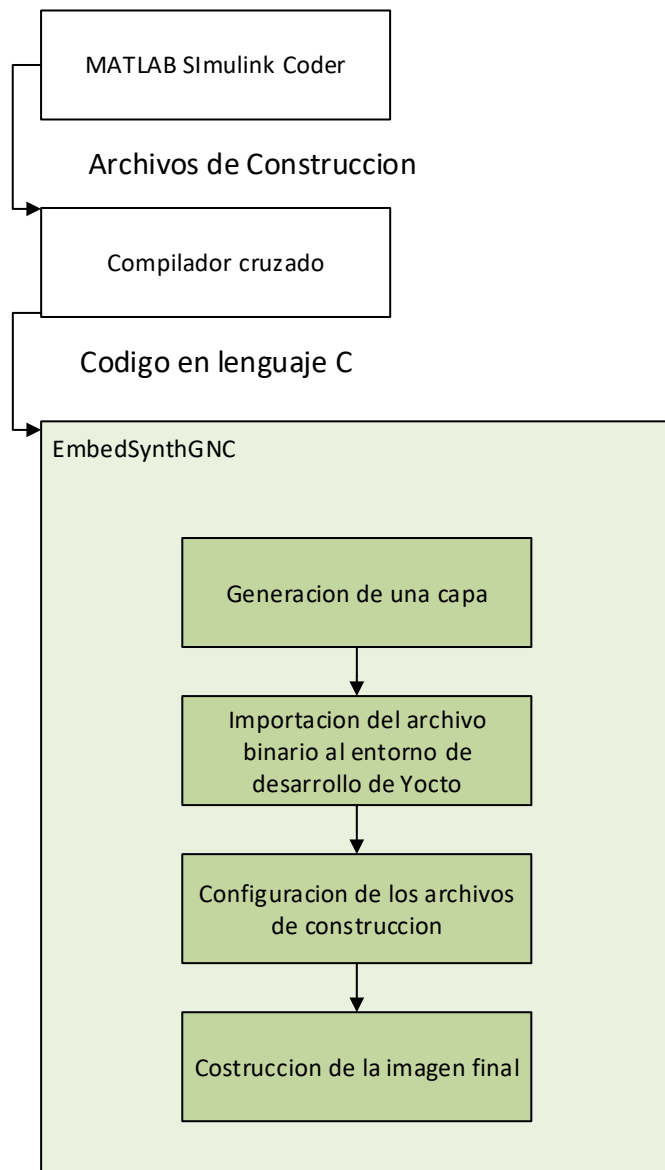 MATLAB SImulink Coder
Archivos de Construccion
Compilador cruzado
Codigo en lenguaje C
EmbedSynthGNC
Generacion de una capa
Importacion del archivo
binario al entorno de
desarrollo de Yocto
Configuracion de los archivos
de construccion
Costruccion de la imagen final